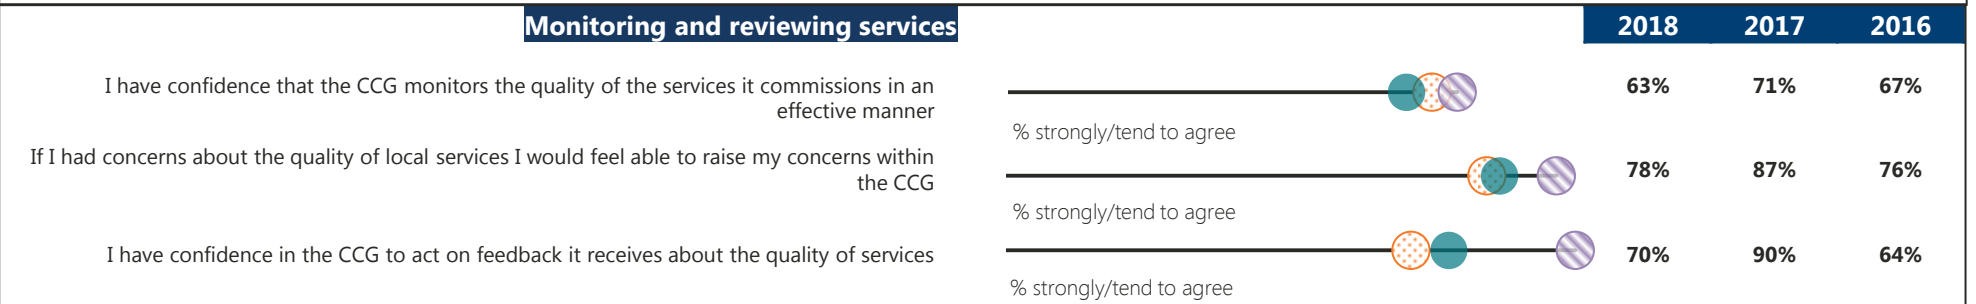 Monitoring and reviewing services 2018 2017 2016
I have confidence that the CCG monitors the quality of the services it commissions in an
effective manner
63% 71% 67%
% strongly/tend to agree
If I had concerns about the quality of local services I would feel able to raise my concerns within
the CCG
78% 87% 76%
% strongly/tend to agree
I have confidence in the CCG to act on feedback it receives about the quality of services
70% 90% 64%
% strongly/tend to agree